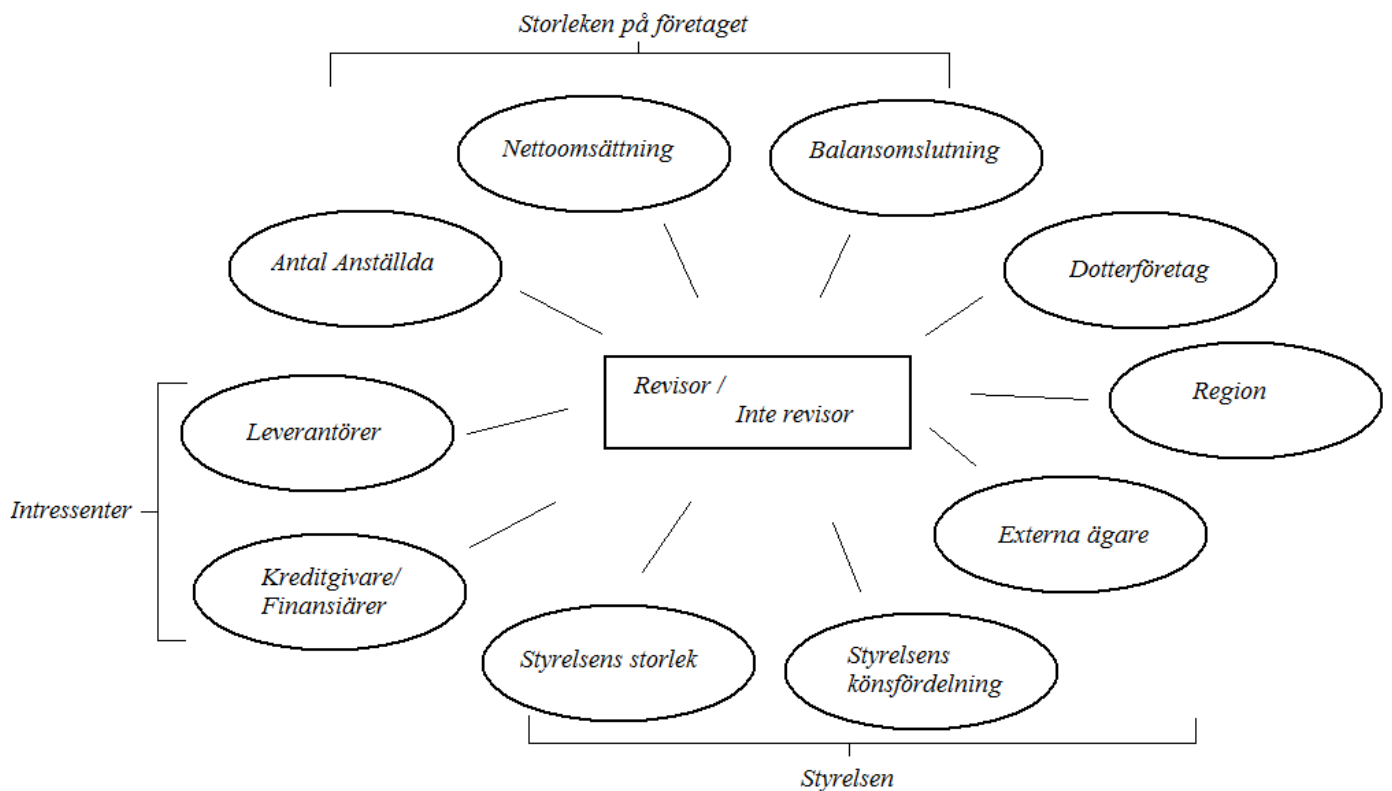 Storleken på företaget
Nettoomsättning
Balansomslutning
Antal Anställda
Dotterföretag
Revisor /
Inte revisor
Region
Leverantörer
Intressenter
Externa ägare
Kreditgivare/
Finansiärer
Styrelsens storlek
Styrelsens
könsfördelning
Styrelsen